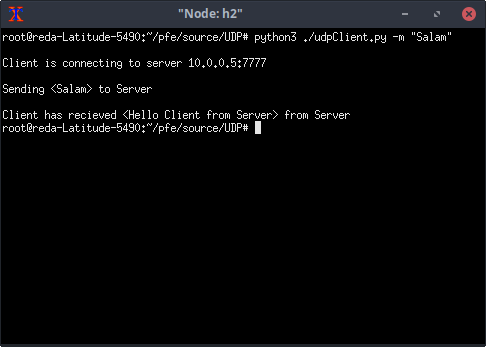 "Node: h2"
root@reda-Latitude-5490:~/pfe/source/UDP# python3 ./udpClient.py -m "Salam"
Client is connecting to server 10.0.0.5:7777
Sending <Salam> to Server
Client has recieved <Hello Client from Server> from Server
root@reda-Latitude-5490:~/pfe/source/UDP#